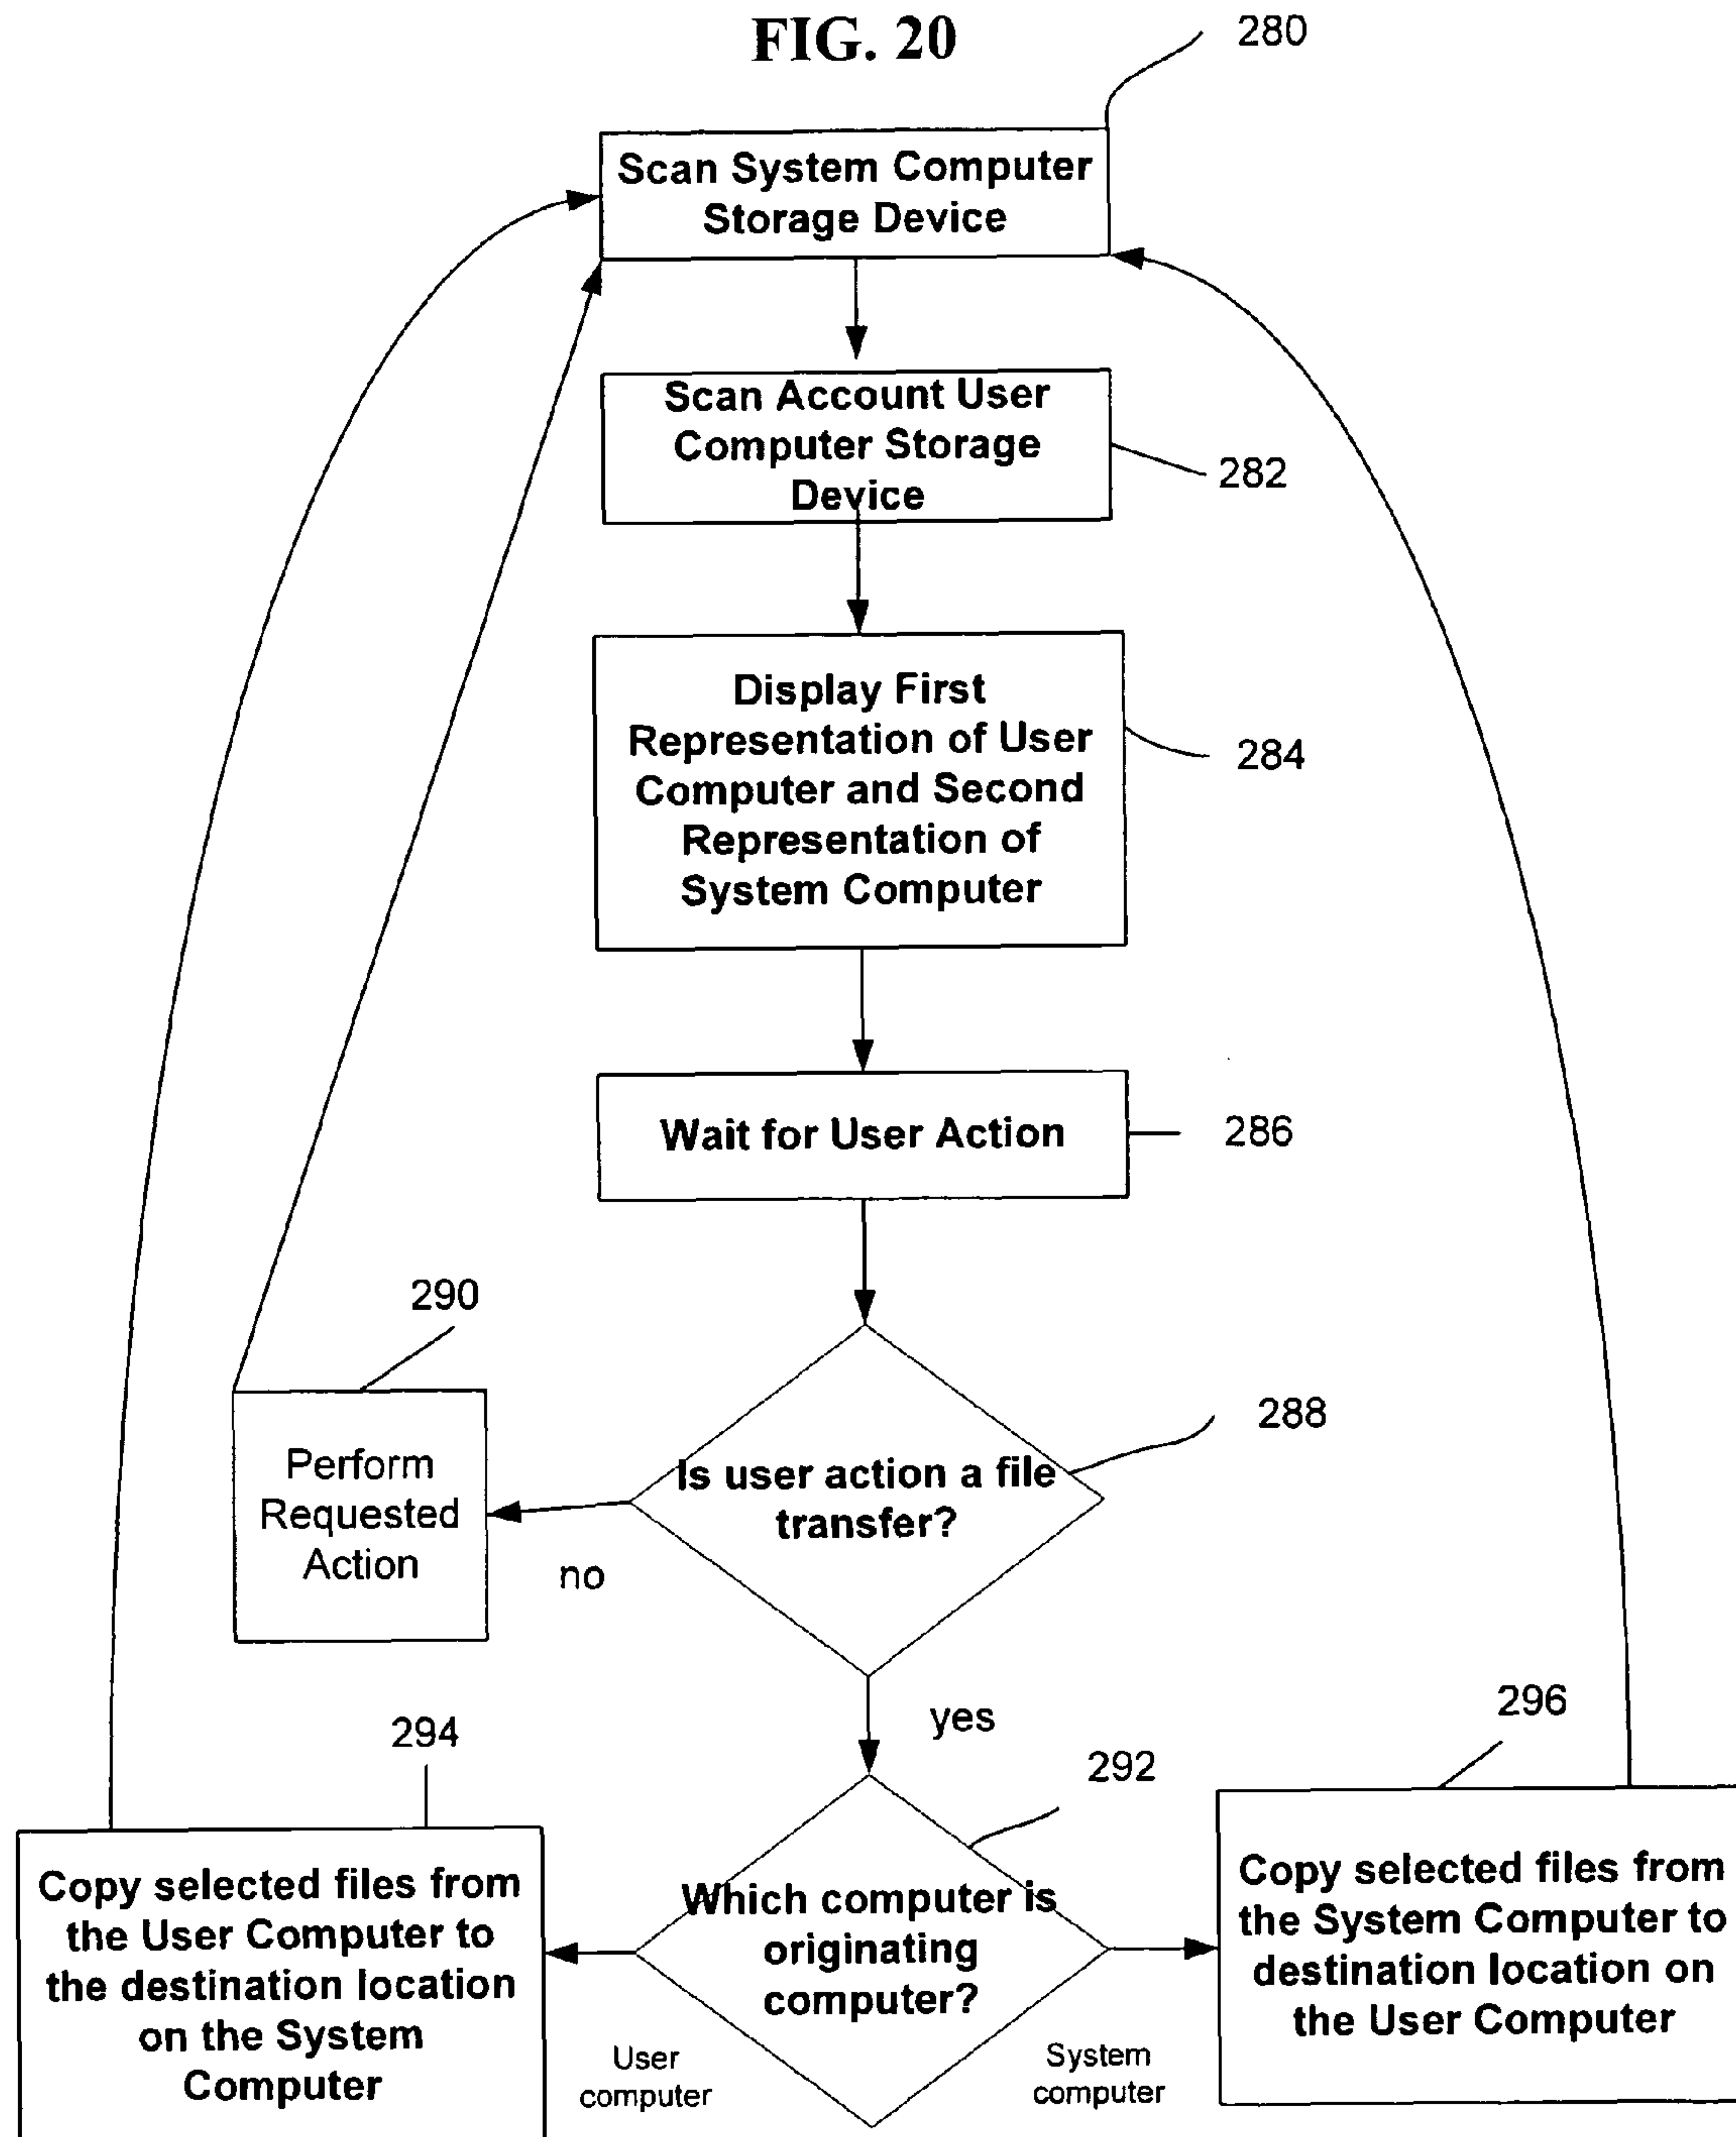 FIG. 20
280
Scan System Computer
Storage Device
Scan Account User
Computer Storage
Device
282
Display First
Representation of User
Computer and Second
Representation of
System Computer
284
Wait for User Action
286
290
288
Is user action a file
transfer?
Perform
Requested
Action
no
yes
294
292
296
Copy selected files from
the User Computer to
the destination location
on the System
Computer
Which computer is
originating
computer?
Copy selected files from
the System Computer to
destination location on
the User Computer
User
computer
System
computer